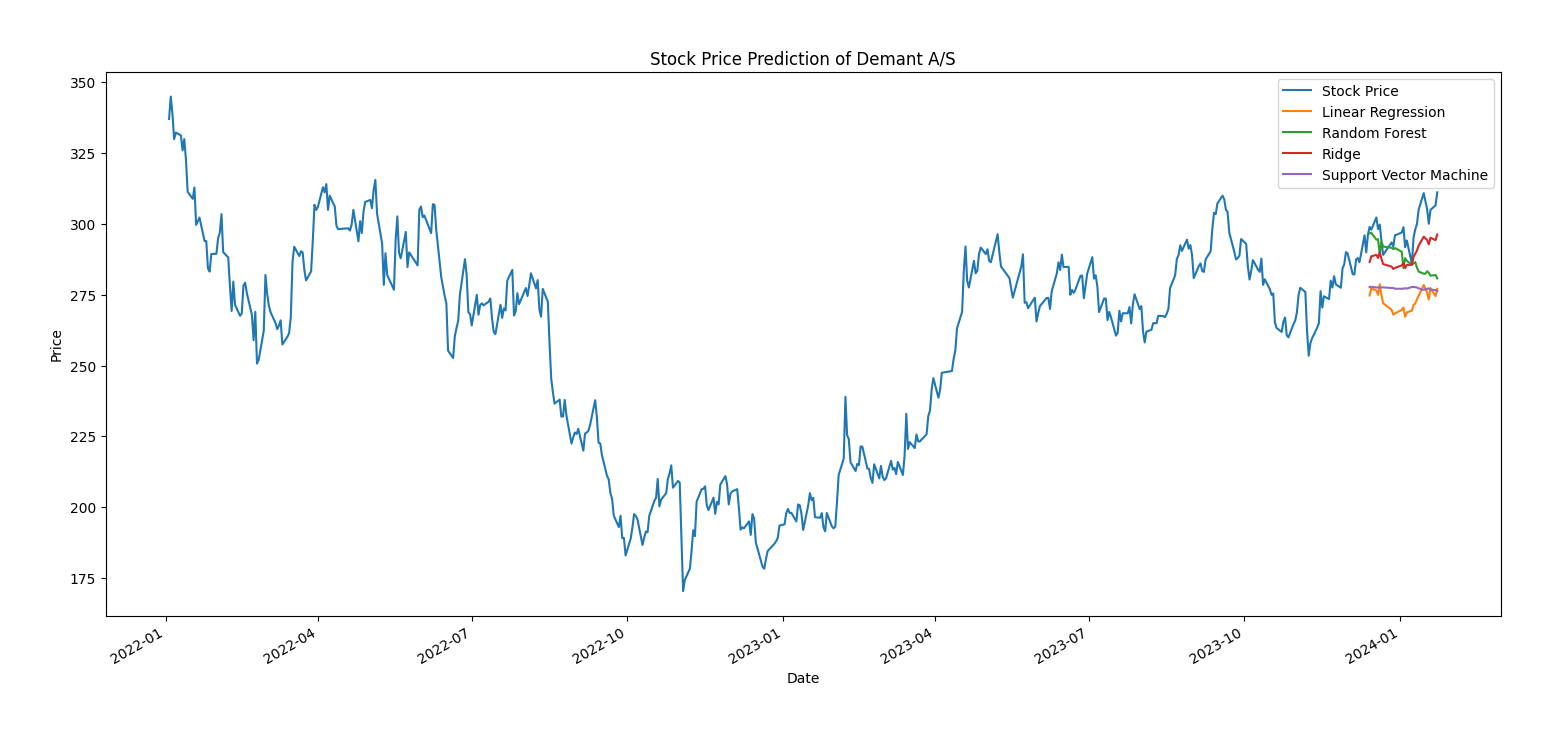 Stock Price Prediction of Demant A/S
350
325
300
275
250
225
200
175
Price
Stock Price
Linear Regression
Random Forest
Ridge
Support Vector Machine
2022-01
2022-04
2022-07
2022-10
2023-01
2023-04
2023-07
2023-10
2024-01
Date